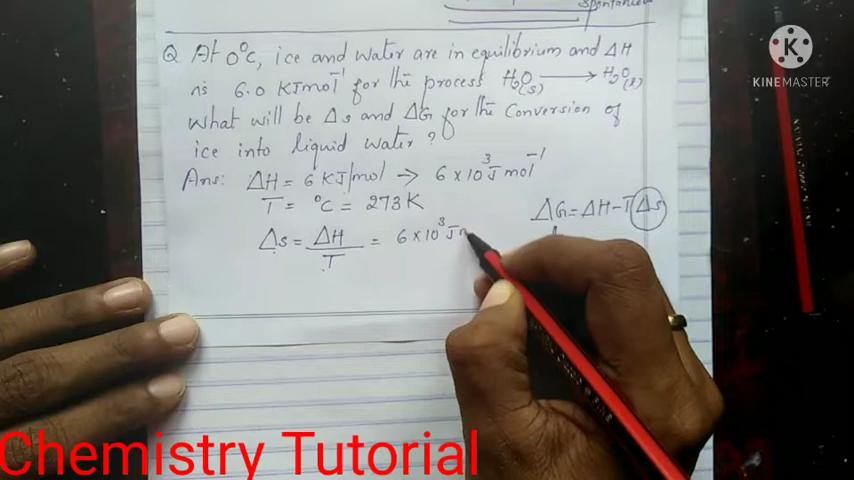 spontaneous
Q At 0°C, ice and water are in equilibrium and ΔH
is 6.0 KJmol⁻¹ for the process H₂O(s) ⟶ H₂O(l)
what will be Δs and ΔG for the Conversion of
ice into liquid water?
Ans: ΔH = 6 KJ/mol → 6×10³ J mol⁻¹
T = 0°C = 273K
ΔG = ΔH - TΔs
Δs = ΔH/T = 6×10³ J
K
KINEMASTER
Chemistry Tutorial